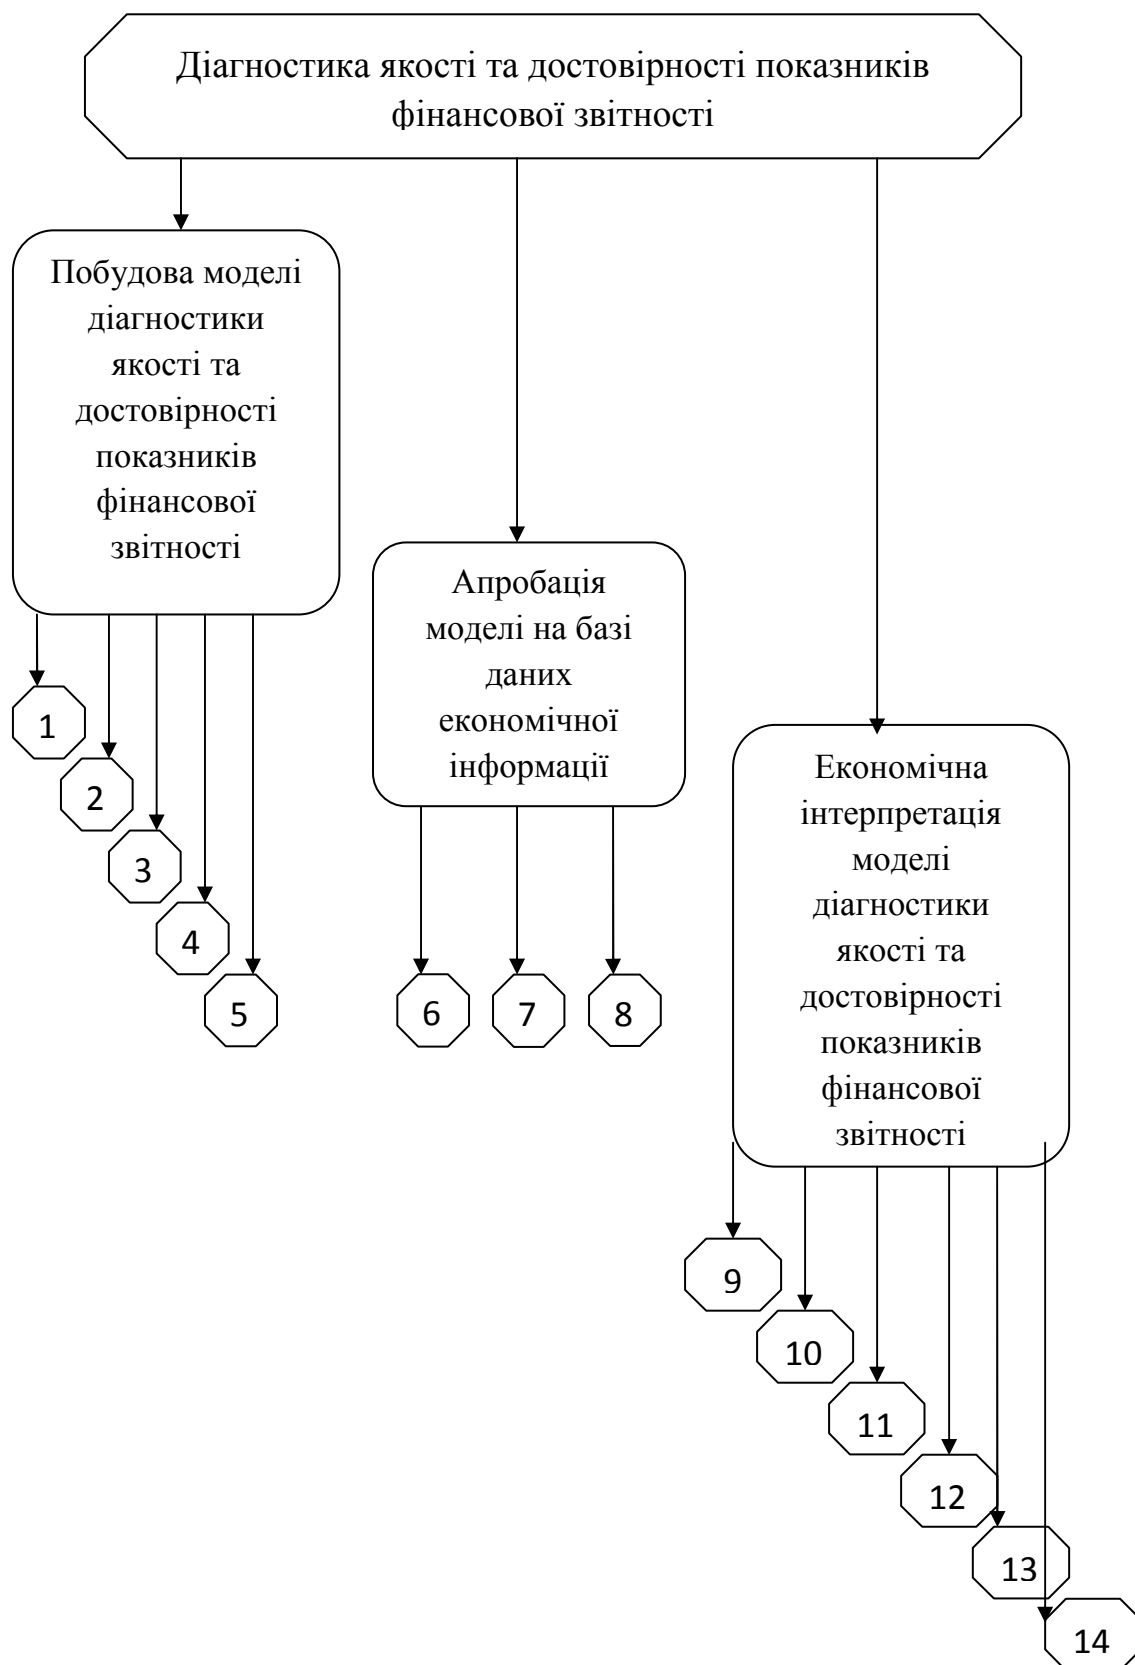 Діагностика якості та достовірності показників
фінансової звітності
Побудова моделі
діагностики
якості та
достовірності
показників
фінансової
звітності
1
2
3
4
5
Апробація
моделі на базі
даних
економічної
інформації
6
7
8
Економічна
інтерпретація
моделі
діагностики
якості та
достовірності
показників
фінансової
звітності
9
10
11
12
13
14